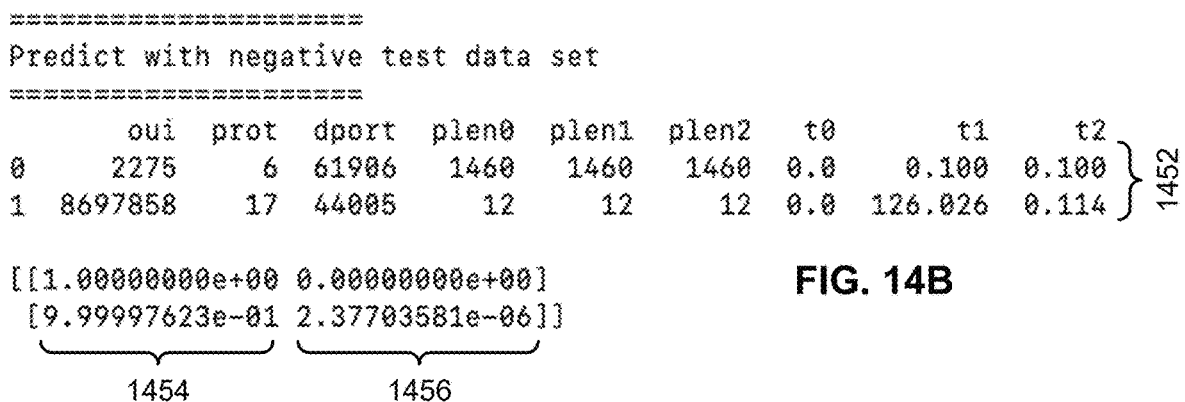 =====================
Predict with negative test data set
=====================
oui prot dport plen0 plen1 plen2 t0 t1 t2
0 2275 6 61906 1460 1460 1460 0.0 0.100 0.100
1 8697858 17 44005 12 12 12 0.0 126.026 0.114
1452
[[1.00000000e+00 0.00000000e+00]
[9.99997623e-01 2.37703581e-06]]
FIG. 14B
1454 1456